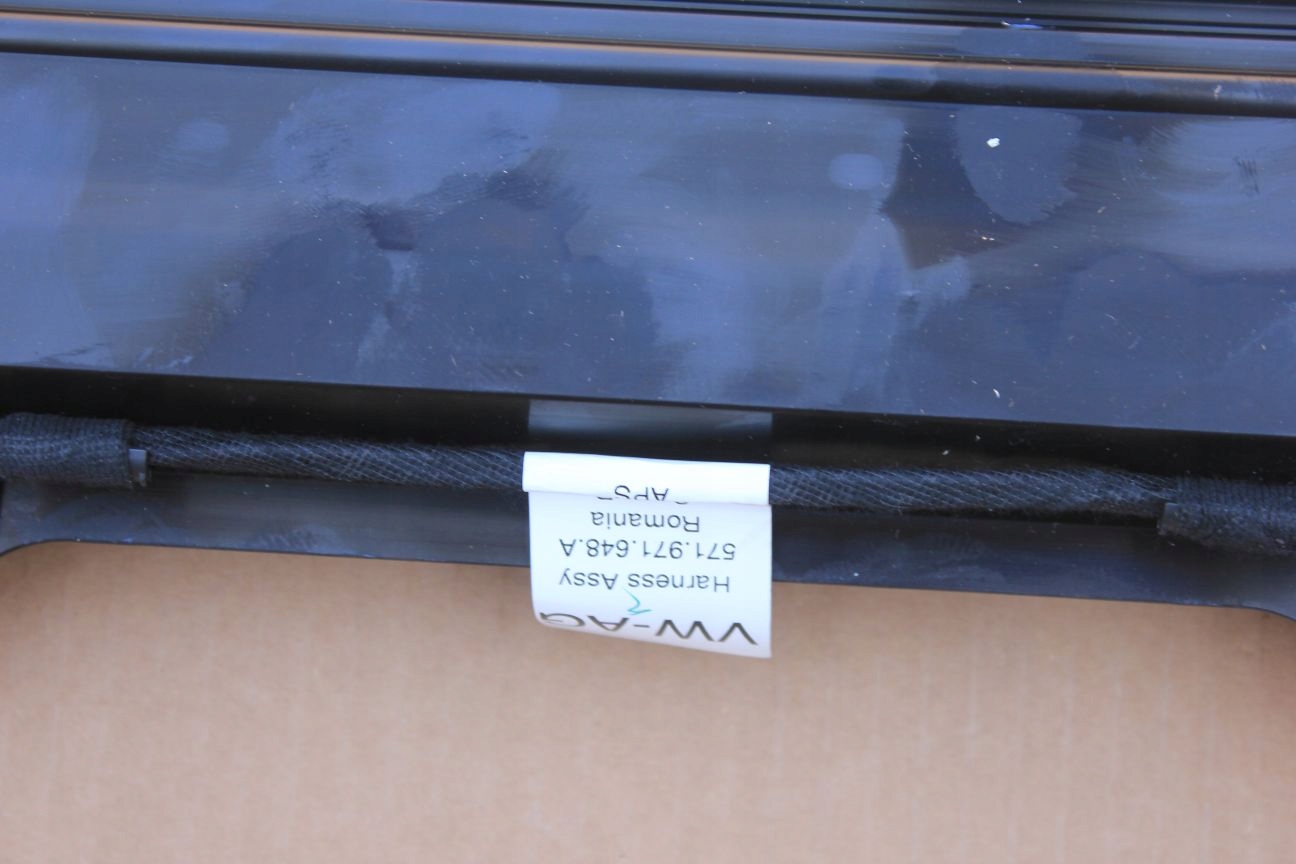 VW-AG
Harness Assy
571.971.648.A
Romania